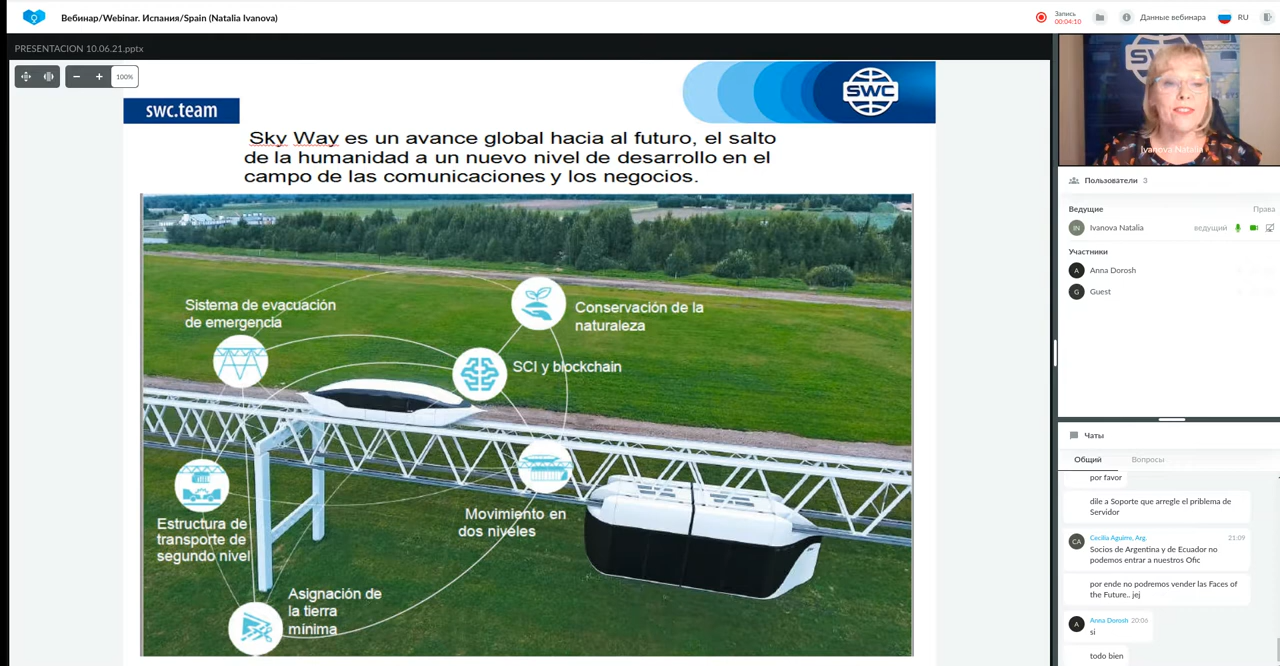 Вебинар/Webinar. Испания/Spain (Natalia Ivanova)
Запись
00:04:10
Данные вебинара
RU
PRESENTACION 10.06.21.pptx
100%
swc.team
SWC
Sky Way es un avance global hacia al futuro, el salto
de la humanidad a un nuevo nivel de desarrollo en el
campo de las comunicaciones y los negocios.
Sistema de evacuación
de emergencia
Conservación de la
naturaleza
SCI y blockchain
Movimiento en
dos niveles
Estructura de
transporte de
segundo nivel
Asignación de
la tierra
mínima
Ivanova Natalia
Пользователи 3
Ведущие
Права
IN
Ivanova Natalia
ведущий
Участники
A
Anna Dorosh
G
Guest
Чаты
Общий
Вопросы
por favor
dile a Soporte que arregle el priblema de
Servidor
CA
Cecilia Aguirre, Arg.
21:09
Socios de Argentina y de Ecuador no
podemos entrar a nuestros Ofic
por ende no podremos vender las Faces of
the Future.. jej
A
Anna Dorosh 20:06
si
todo bien